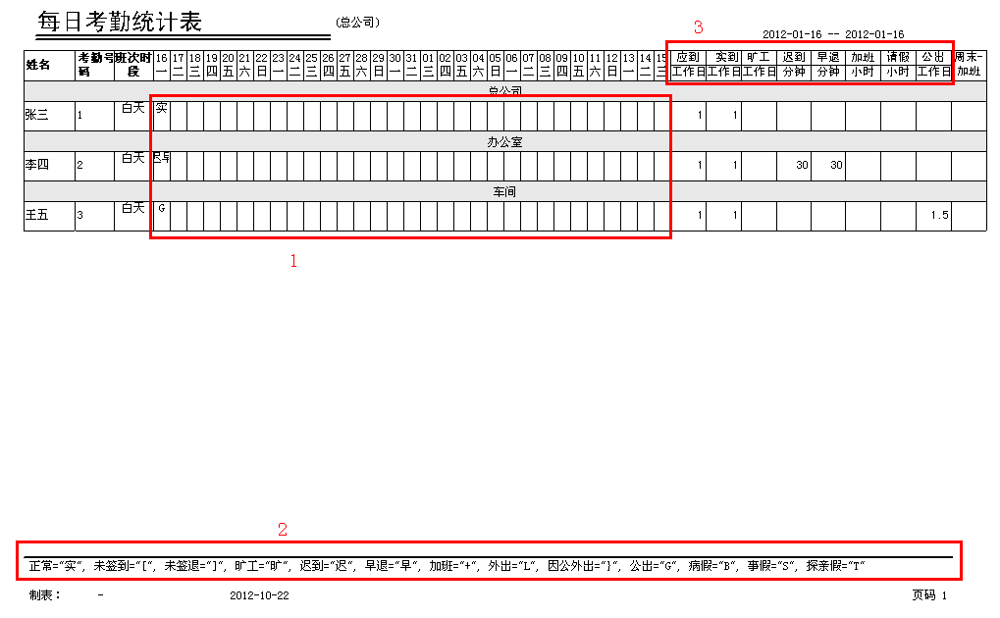 每日考勤统计表 (总公司)
3
2012-01-16 -- 2012-01-16
姓名 考勤号码 班次时段 16 17 18 19 20 21 22 23 24 25 26 27 28 29 30 31 01 02 03 04 05 06 07 08 09 10 11 12 13 14 15 应到 实到 旷工 迟到 早退 加班 请假 公出 周末-加班
一 二 三 四 五 六 日 一 二 三 四 五 六 日 一 二 三 四 五 六 日 一 二 三 四 五 六 日 一 二 三 工作日 工作日 工作日 分钟 分钟 小时 小时 工作日
总公司
张三 1 白天 实 1 1
办公室
李四 2 白天 迟早 1 1 30 30
车间
王五 3 白天 G 1 1 1.5
1
2
正常="实", 未签到="[", 未签退="]", 旷工="旷", 迟到="迟", 早退="早", 加班="+", 外出="L", 因公外出="}", 公出="G", 病假="B", 事假="S", 探亲假="T"
制表： - 2012-10-22 页码 1